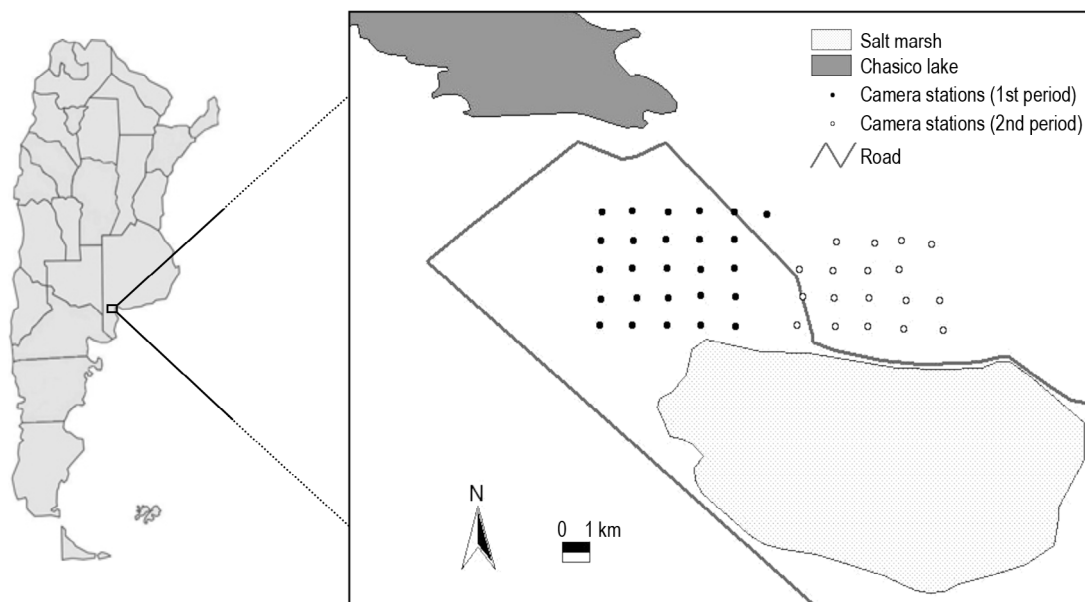 Salt marsh
Chasico lake
Camera stations (1st period)
Camera stations (2nd period)
Road
N
0 1 km